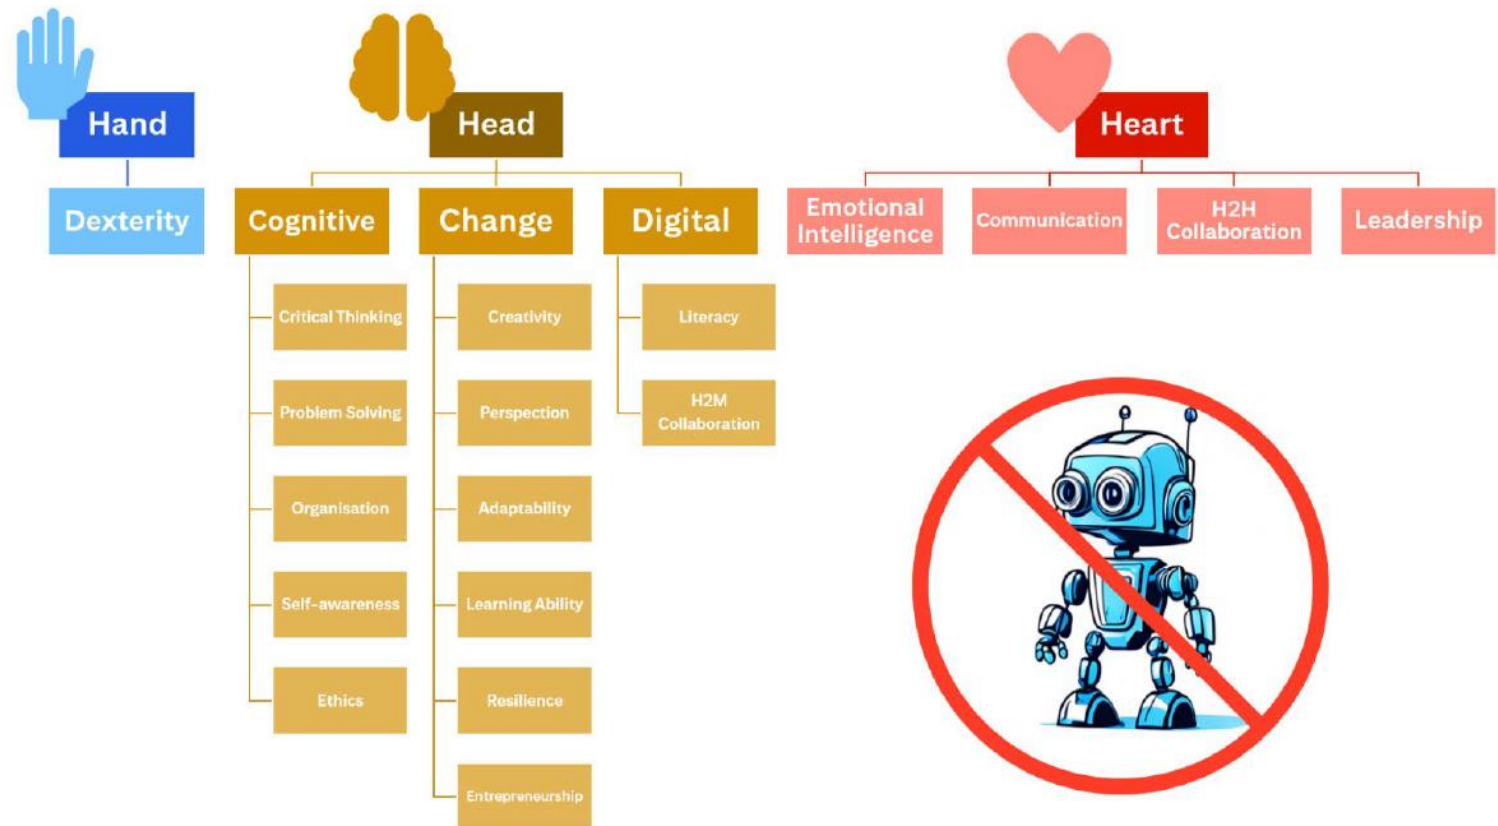 Hand
Head
Heart
Dexterity
Cognitive
Change
Digital
Emotional
Intelligence
Communication
H2H
Collaboration
Leadership
Critical Thinking
Problem Solving
Organisation
Self-awareness
Ethics
Creativity
Perspection
Adaptability
Learning Ability
Resilience
Entrepreneurship
Literacy
H2M
Collaboration